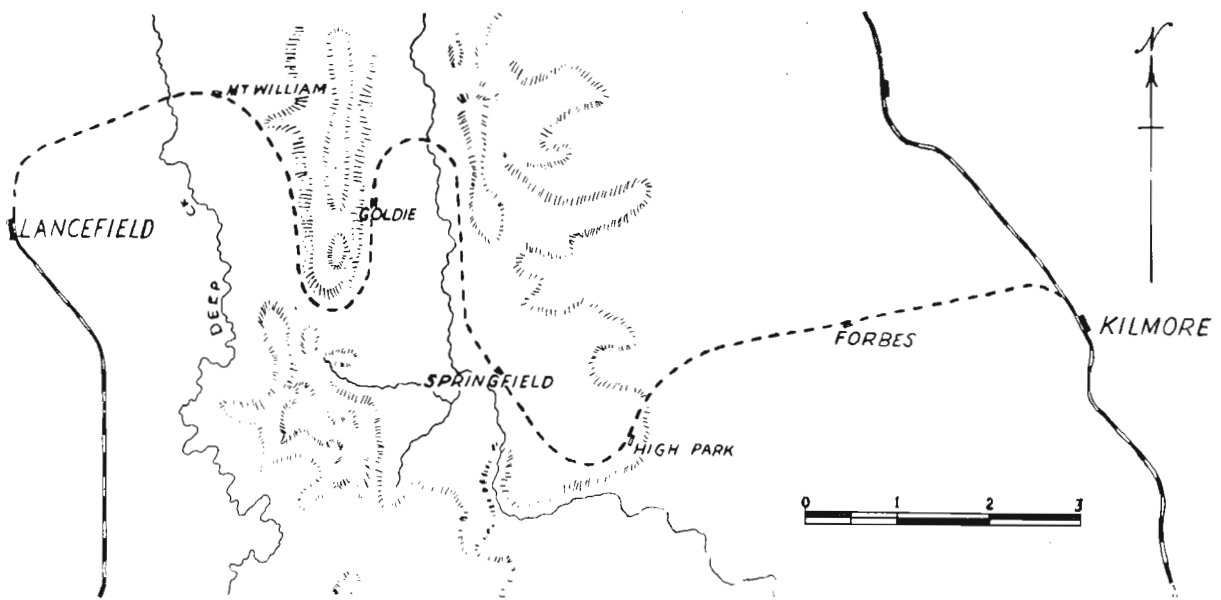 N
MT WILLIAM
CK
GOLDIE
LANCEFIELD
DEEP
KILMORE
FORBES
SPRINGFIELD
HIGH PARK
0 1 2 3